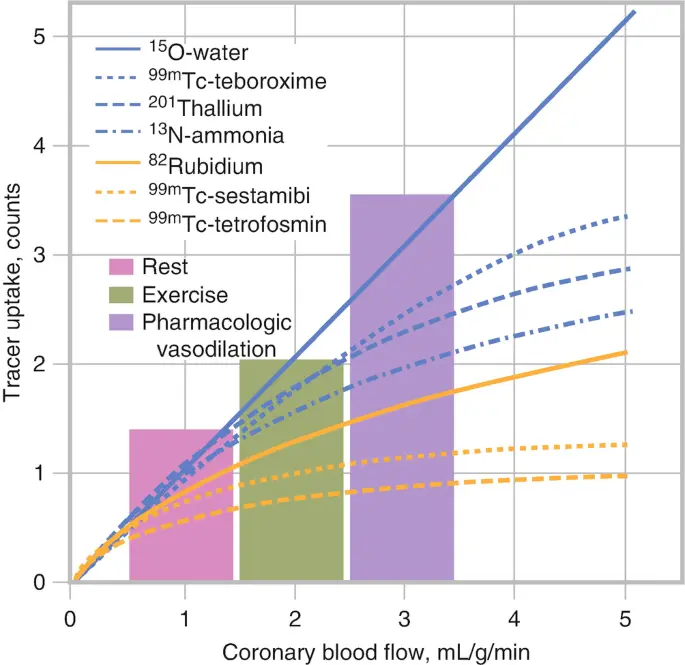 5
4
3
2
1
0
Tracer uptake, counts
¹⁵O-water
⁹⁹ᵐTc-teboroxime
²⁰¹Thallium
¹³N-ammonia
⁸²Rubidium
⁹⁹ᵐTc-sestamibi
⁹⁹ᵐTc-tetrofosmin
Rest
Exercise
Pharmacologic
vasodilation
0 1 2 3 4 5
Coronary blood flow, mL/g/min